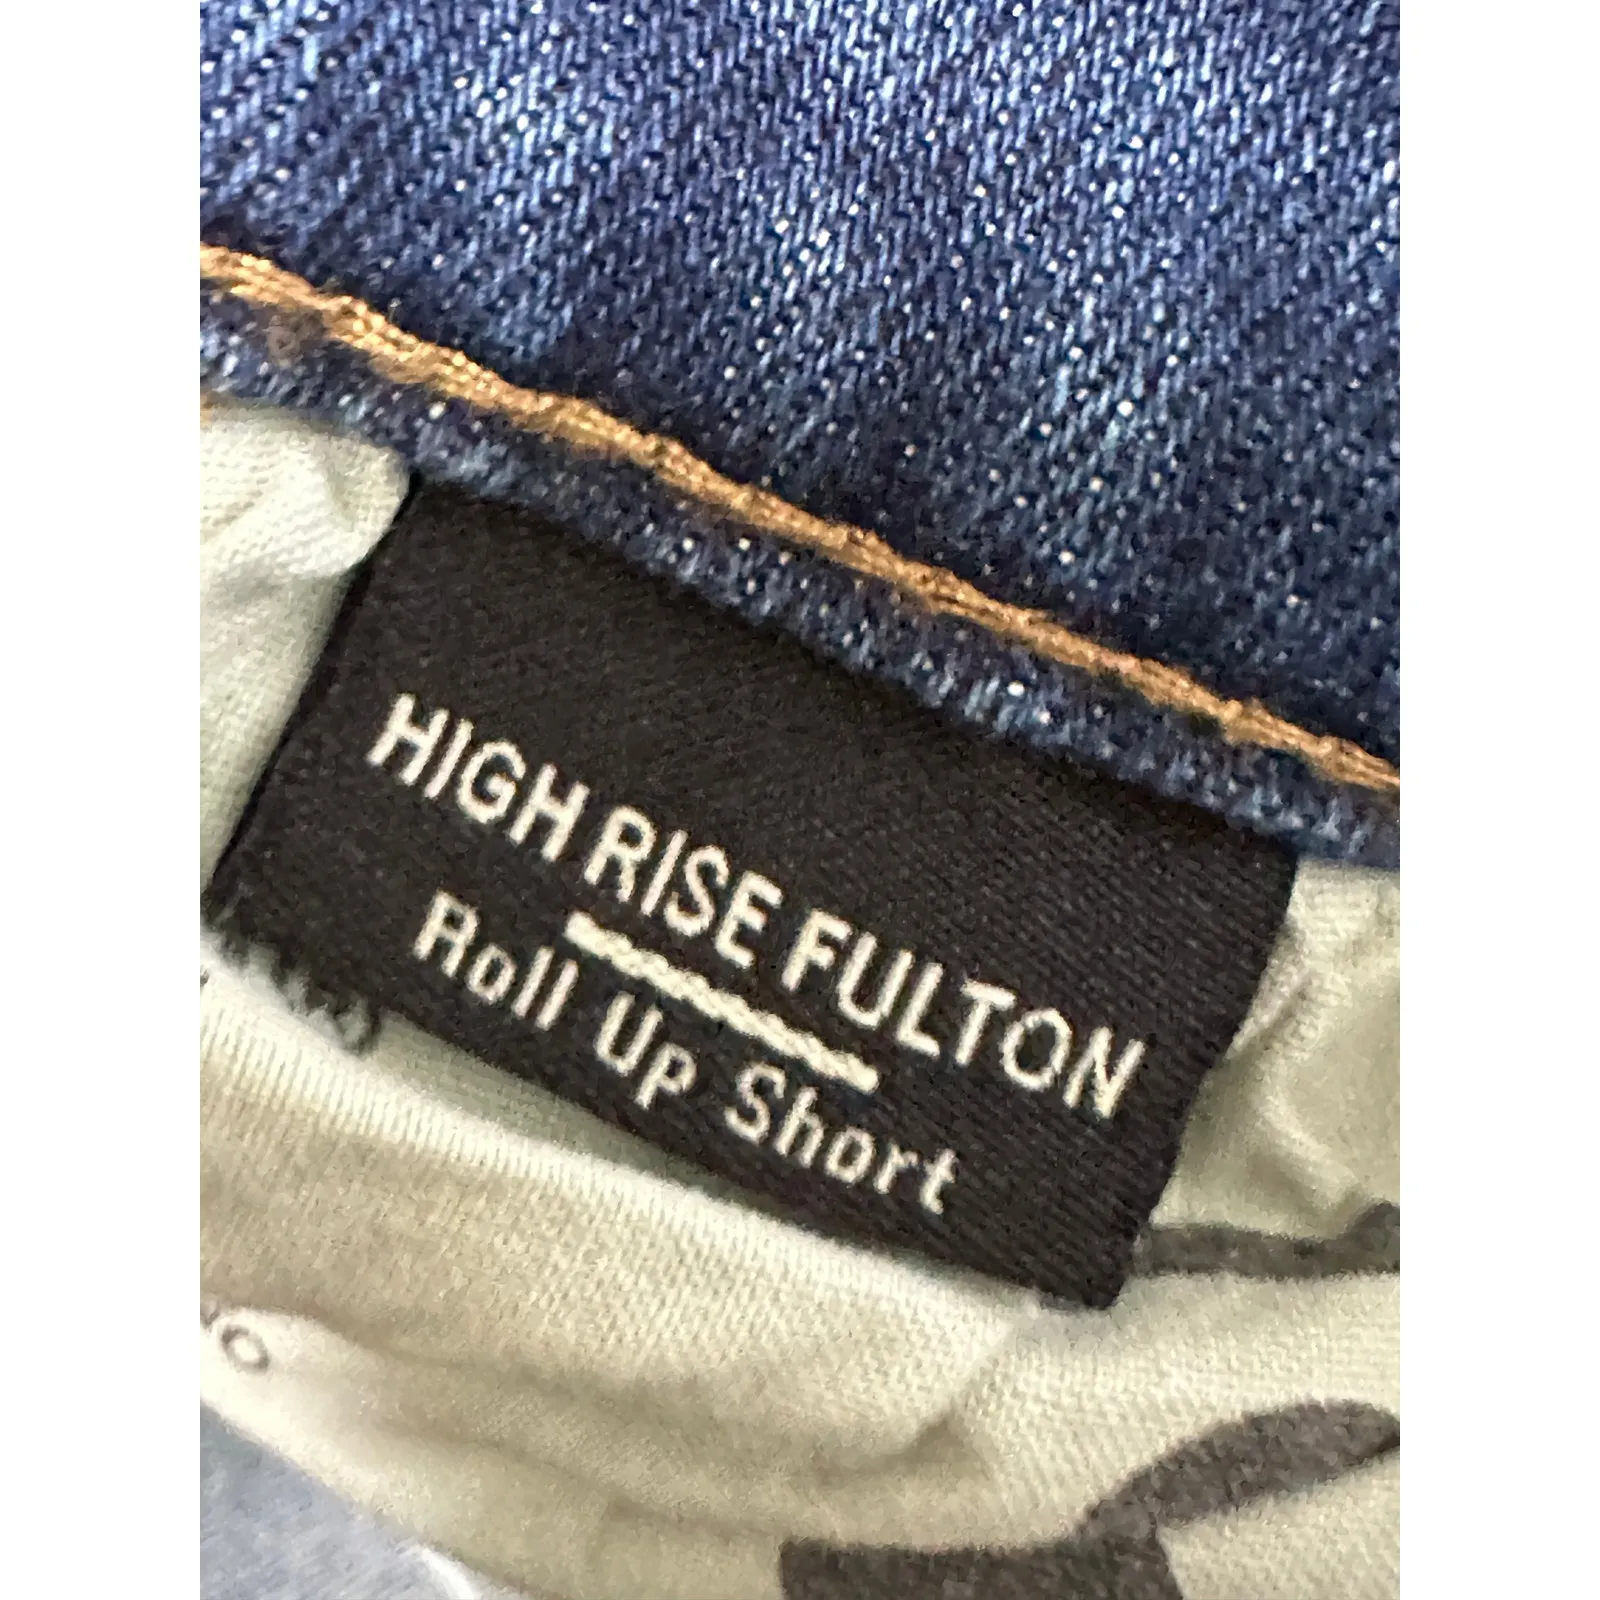 HIGH RISE FULTON
Roll Up Short